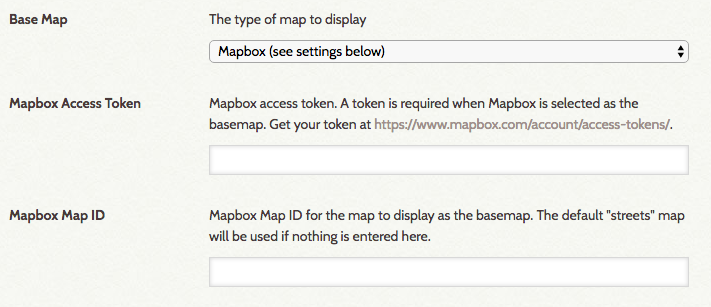 Base Map
The type of map to display
Mapbox (see settings below)
Mapbox Access Token
Mapbox access token. A token is required when Mapbox is selected as the
basemap. Get your token at https://www.mapbox.com/account/access-tokens/.
Mapbox Map ID
Mapbox Map ID for the map to display as the basemap. The default "streets" map
will be used if nothing is entered here.